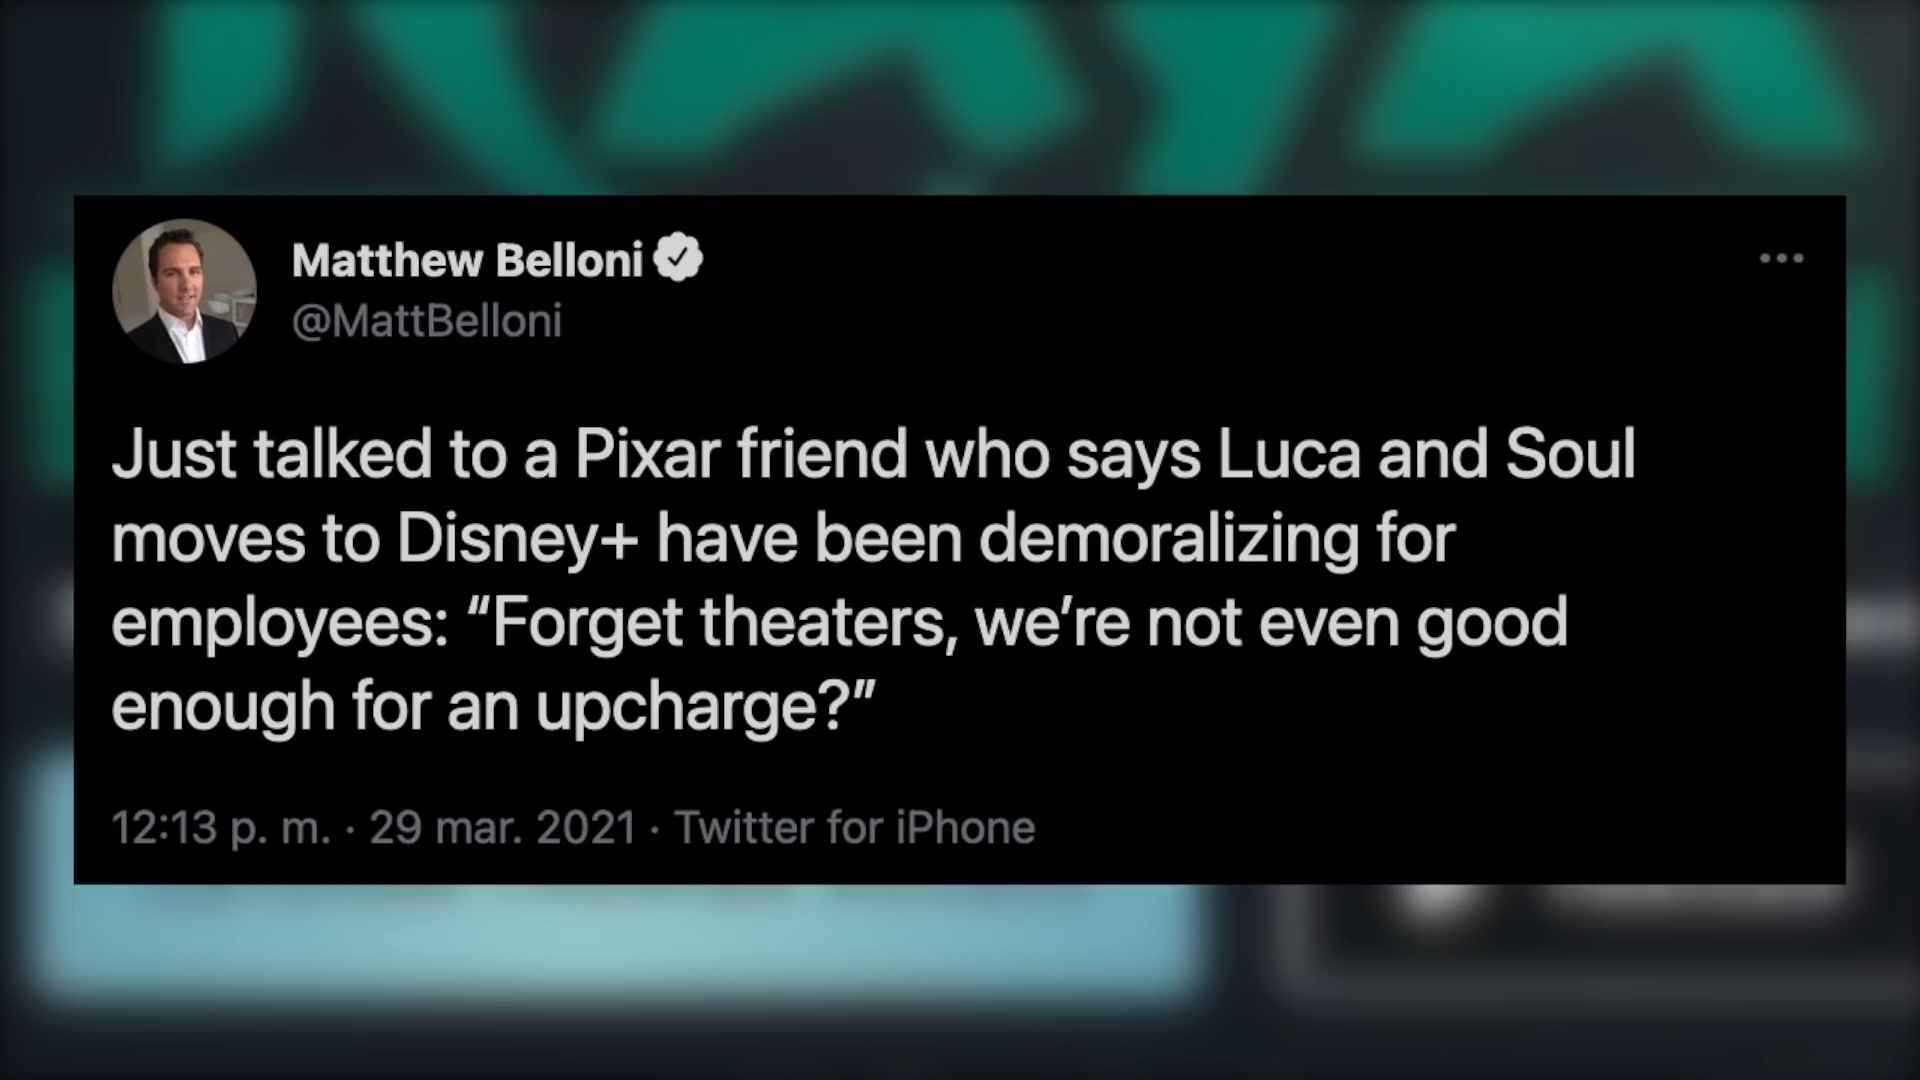 Matthew Belloni
@MattBelloni
Just talked to a Pixar friend who says Luca and Soul
moves to Disney+ have been demoralizing for
employees: “Forget theaters, we’re not even good
enough for an upcharge?”
12:13 p. m. · 29 mar. 2021 · Twitter for iPhone